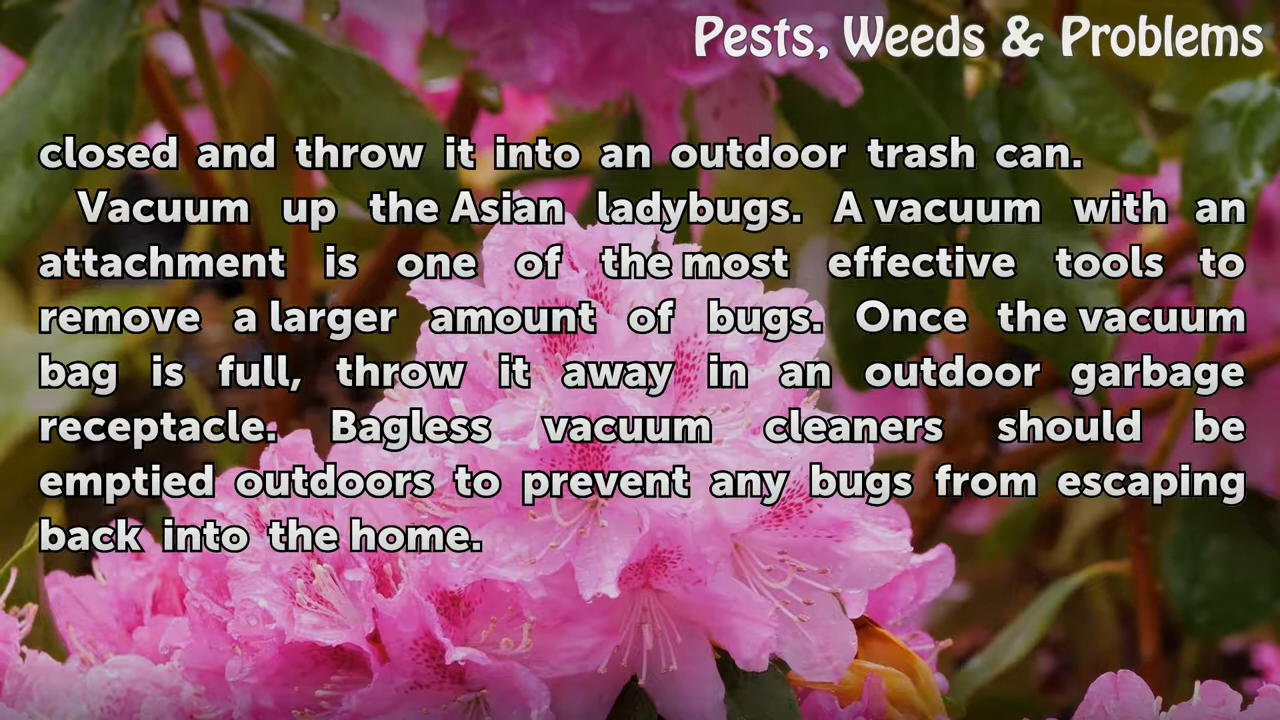 Pests, Weeds & Problems
closed and throw it into an outdoor trash can.
Vacuum up the Asian ladybugs. A vacuum with an
attachment is one of the most effective tools to
remove a larger amount of bugs. Once the vacuum
bag is full, throw it away in an outdoor garbage
receptacle. Bagless vacuum cleaners should be
emptied outdoors to prevent any bugs from escaping
back into the home.